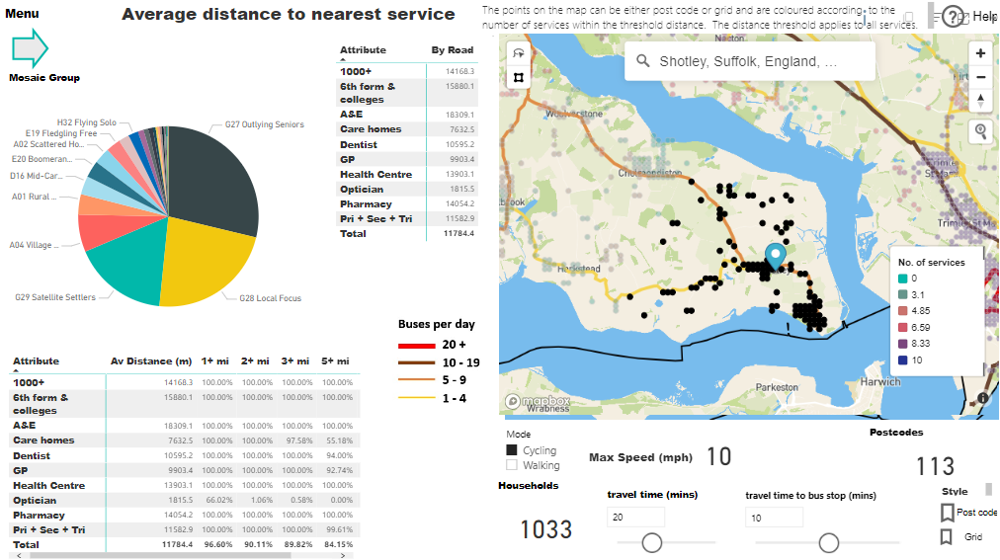 Menu
Average distance to nearest service
The points on the map can be either post code or grid and are coloured according to the
number of services within the threshold distance. The distance threshold applies to all services.
Help
Mosaic Group
H32 Flying Solo
E19 Fledgling Free
A02 Scattered Ho...
E20 Boomeran...
D16 Mid-Car...
A01 Rural ...
A04 Village ...
G29 Satellite Settlers
G27 Outlying Seniors
G28 Local Focus
Attribute By Road
1000+ 14168.3
6th form & 15880.1
colleges
A&E 18309.1
Care homes 7632.5
Dentist 10595.2
GP 9903.4
Health Centre 13903.1
Optician 1815.5
Pharmacy 14054.2
Pri + Sec + Tri 11582.9
Total 11784.4
Shotley, Suffolk, England, ...
Woolverstone
Chelmondiston
Harkstead
Parkeston
Harwich
Wrabness
mapbox
No. of services
0
3.1
4.85
6.59
8.33
10
Buses per day
20 +
10 - 19
5 - 9
1 - 4
Attribute Av Distance (m) 1+ mi 2+ mi 3+ mi 5+ mi
1000+ 14168.3 100.00% 100.00% 100.00% 100.00%
6th form & 15880.1 100.00% 100.00% 100.00% 100.00%
colleges
A&E 18309.1 100.00% 100.00% 100.00% 100.00%
Care homes 7632.5 100.00% 100.00% 97.58% 55.18%
Dentist 10595.2 100.00% 100.00% 100.00% 94.00%
GP 9903.4 100.00% 100.00% 100.00% 92.74%
Health Centre 13903.1 100.00% 100.00% 100.00% 100.00%
Optician 1815.5 66.02% 1.06% 0.58% 0.00%
Pharmacy 14054.2 100.00% 100.00% 100.00% 100.00%
Pri + Sec + Tri 11582.9 100.00% 100.00% 100.00% 99.61%
Total 11784.4 96.60% 90.11% 89.82% 84.15%
Mode
Cycling
Walking
Max Speed (mph) 10
Postcodes
113
Households
1033
travel time (mins)
20
travel time to bus stop (mins)
10
Style
Post code
Grid